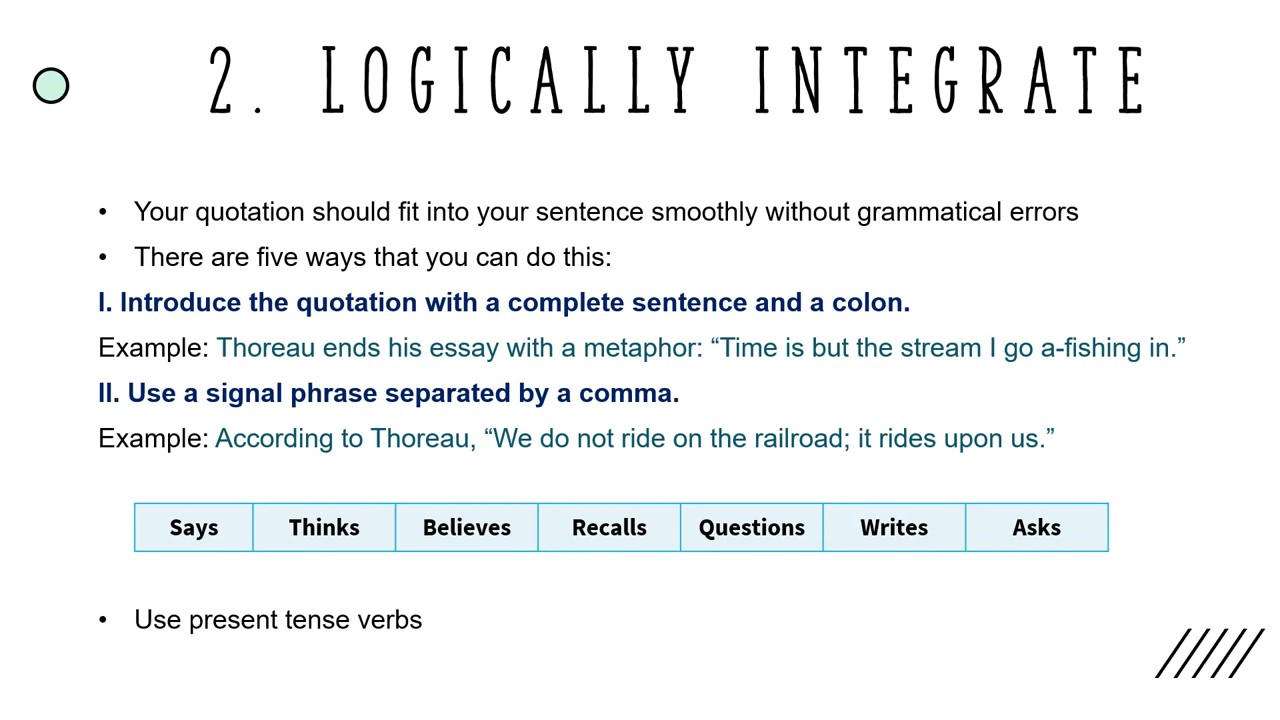 2. LOGICALLY INTEGRATE
• Your quotation should fit into your sentence smoothly without grammatical errors
• There are five ways that you can do this:
I. Introduce the quotation with a complete sentence and a colon.
Example: Thoreau ends his essay with a metaphor: “Time is but the stream I go a-fishing in.”
II. Use a signal phrase separated by a comma.
Example: According to Thoreau, “We do not ride on the railroad; it rides upon us.”
Says Thinks Believes Recalls Questions Writes Asks
• Use present tense verbs